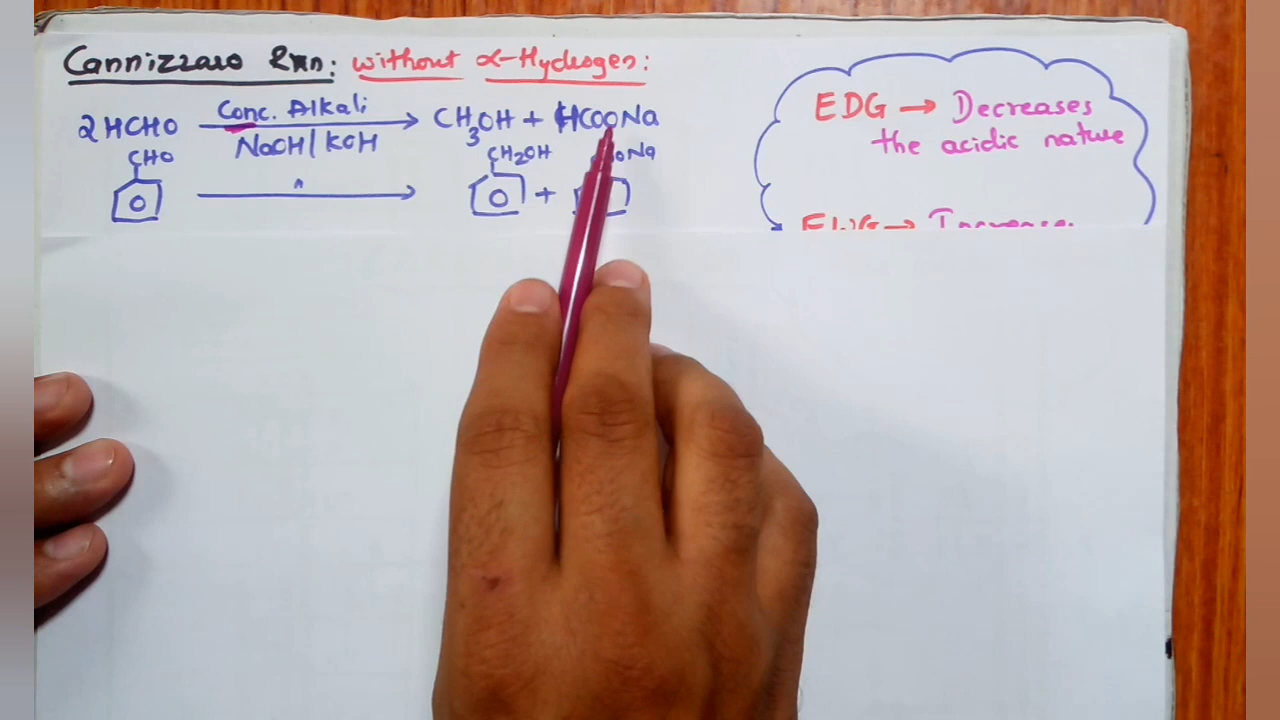 Cannizzaro Rxn: without α-Hydrogen:
2HCHO Conc. Alkali CH3OH + HCOONa
NaOH/KOH
CHO CH2OH
+
EDG → Decreases
the acidic nature